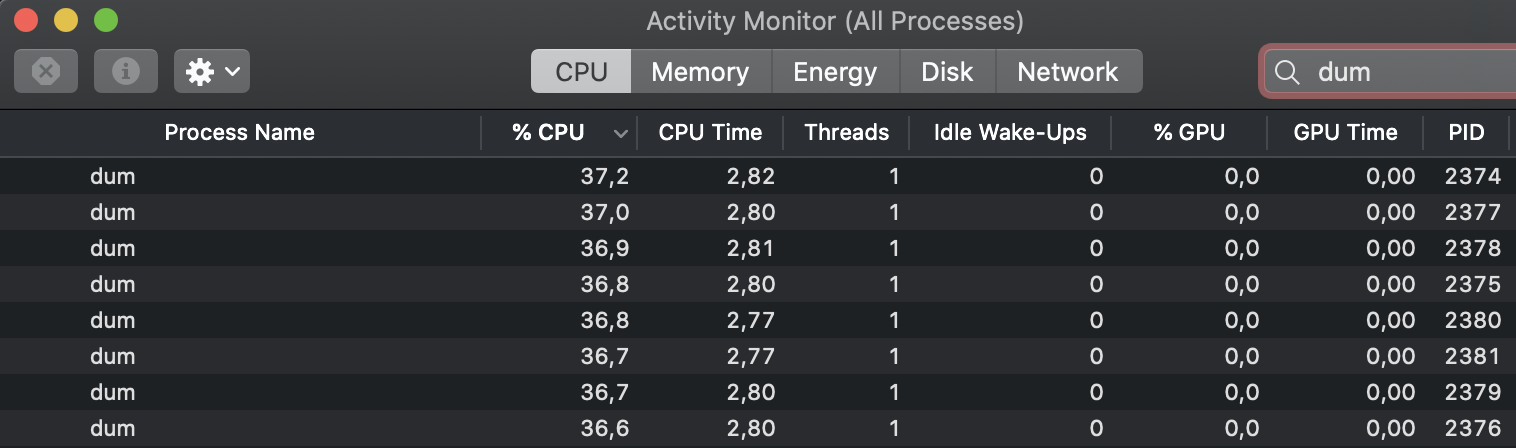 Activity Monitor (All Processes)
CPU Memory Energy Disk Network dum
Process Name % CPU CPU Time Threads Idle Wake-Ups % GPU GPU Time PID
dum 37,2 2,82 1 0 0,0 0,00 2374
dum 37,0 2,80 1 0 0,0 0,00 2377
dum 36,9 2,81 1 0 0,0 0,00 2378
dum 36,8 2,80 1 0 0,0 0,00 2375
dum 36,8 2,77 1 0 0,0 0,00 2380
dum 36,7 2,77 1 0 0,0 0,00 2381
dum 36,7 2,80 1 0 0,0 0,00 2379
dum 36,6 2,80 1 0 0,0 0,00 2376